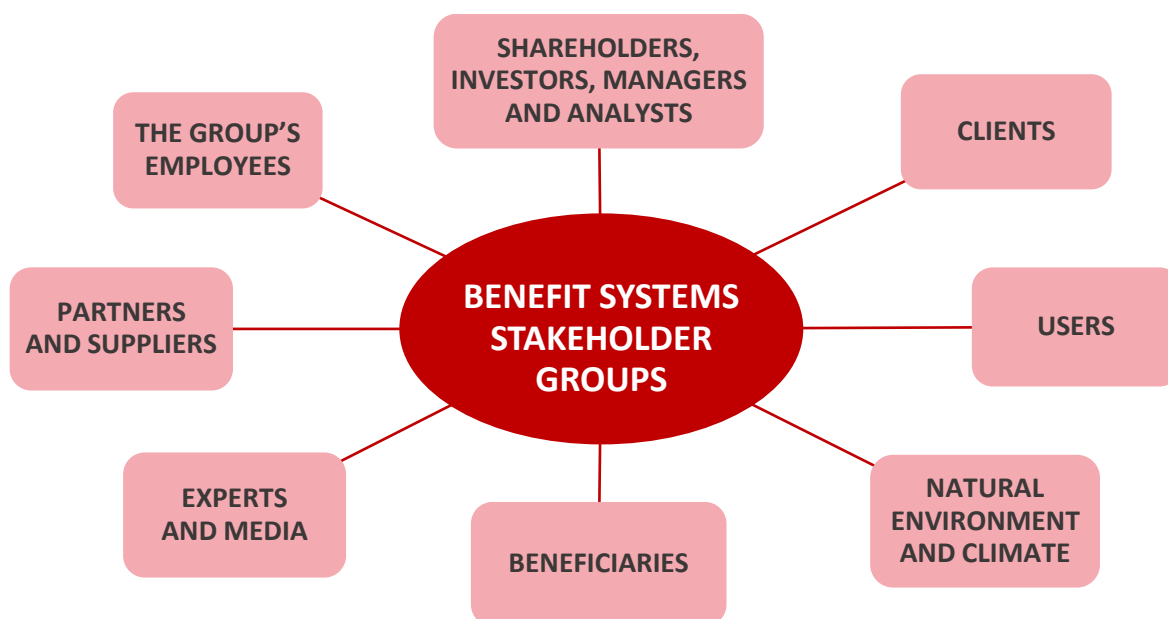 SHAREHOLDERS,
INVESTORS, MANAGERS
AND ANALYSTS
THE GROUP’S
EMPLOYEES
CLIENTS
PARTNERS
AND SUPPLIERS
BENEFIT SYSTEMS
STAKEHOLDER
GROUPS
USERS
EXPERTS
AND MEDIA
BENEFICIARIES
NATURAL
ENVIRONMENT
AND CLIMATE